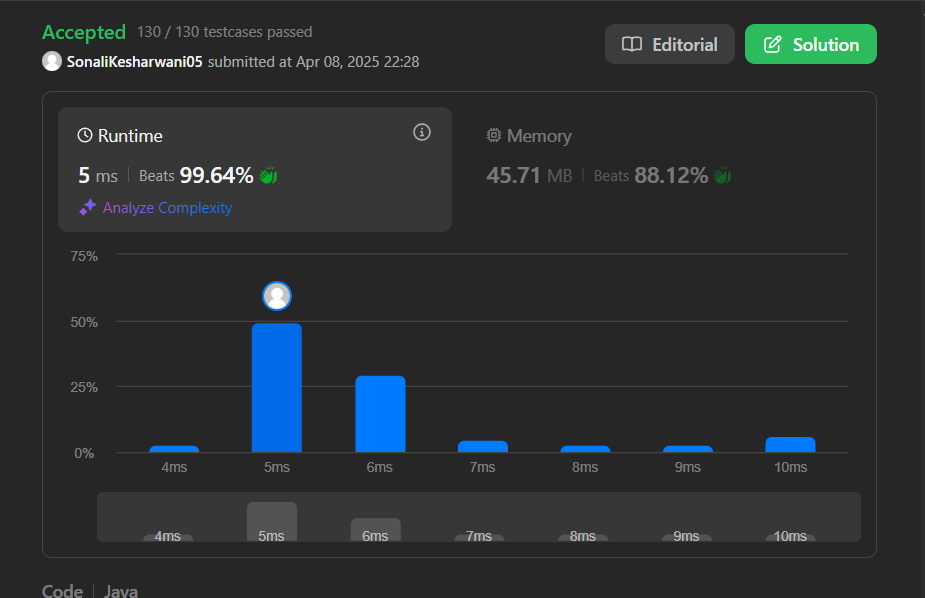 Accepted 130 / 130 testcases passed
Editorial
Solution
SonaliKesharwani05 submitted at Apr 08, 2025 22:28
Runtime
5 ms | Beats 99.64%
Analyze Complexity
Memory
45.71 MB | Beats 88.12%
75%
50%
25%
0%
4ms 5ms 6ms 7ms 8ms 9ms 10ms
4ms 5ms 6ms 7ms 8ms 9ms 10ms
Code | Java